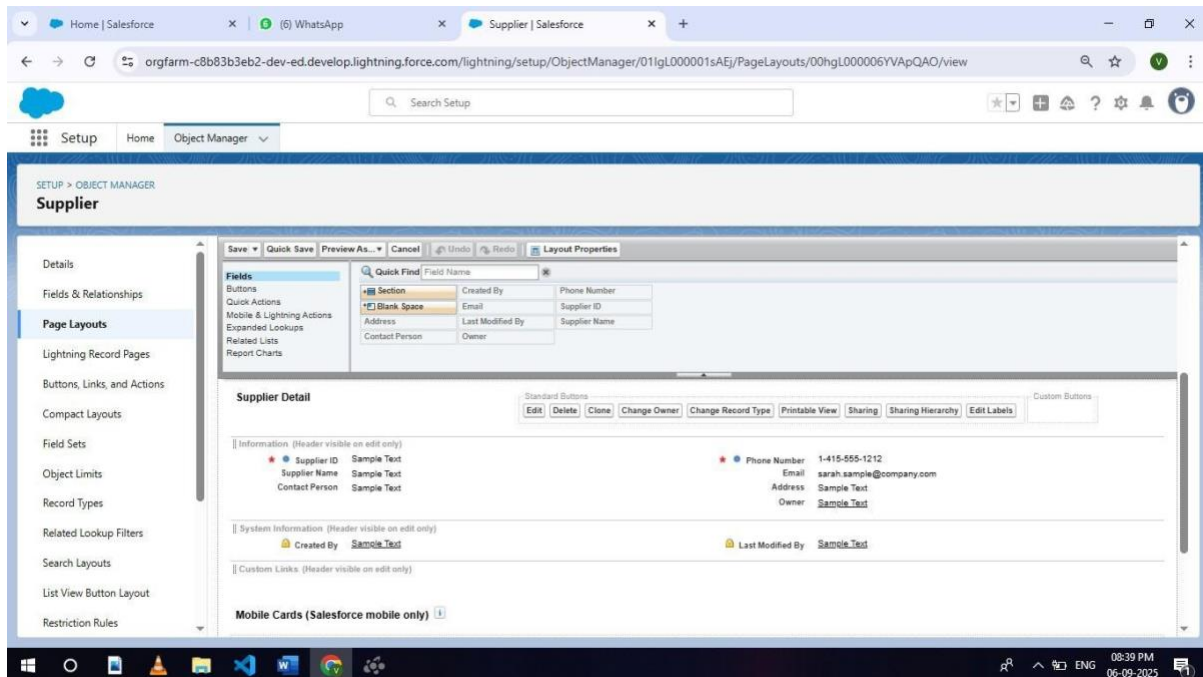 Home | Salesforce
(6) WhatsApp
Supplier | Salesforce
orgfarm-c8b83b3eb2-dev-ed.develop.lightning.force.com/lightning/setup/ObjectManager/01IgL000001sAEj/PageLayouts/00hgL000006YVApQAO/view
V
Search Setup
Setup Home Object Manager
SETUP > OBJECT MANAGER
Supplier
Details
Fields & Relationships
Page Layouts
Lightning Record Pages
Buttons, Links, and Actions
Compact Layouts
Field Sets
Object Limits
Record Types
Related Lookup Filters
Search Layouts
List View Button Layout
Restriction Rules
Save Quick Save Preview As... Cancel Undo Redo Layout Properties
Fields
Buttons
Quick Actions
Mobile & Lightning Actions
Expanded Lookups
Related Lists
Report Charts
Quick Find Field Name
Section Created By Phone Number
Blank Space Email Supplier ID
Address Last Modified By Supplier Name
Contact Person Owner
Supplier Detail
Standard Buttons
Edit Delete Clone Change Owner Change Record Type Printable View Sharing Sharing Hierarchy Edit Labels
Custom Buttons
Information (Header visible on edit only)
Supplier ID Sample Text Phone Number 1-415-555-1212
Supplier Name Sample Text Email sarah.sample@company.com
Contact Person Sample Text Address Sample Text
Owner Sample Text
System Information (Header visible on edit only)
Created By Sample Text Last Modified By Sample Text
Custom Links (Header visible on edit only)
Mobile Cards (Salesforce mobile only) i
ENG
08:39 PM
06-09-2025